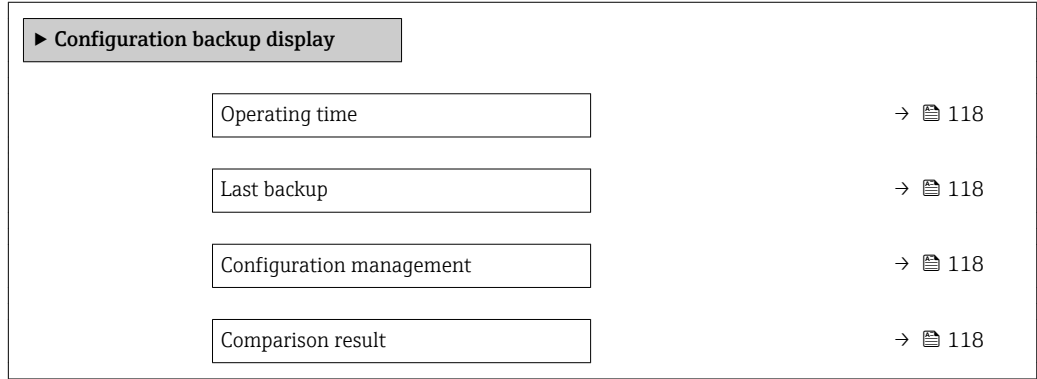 ▶ Configuration backup display
Operating time → 118
Last backup → 118
Configuration management → 118
Comparison result → 118